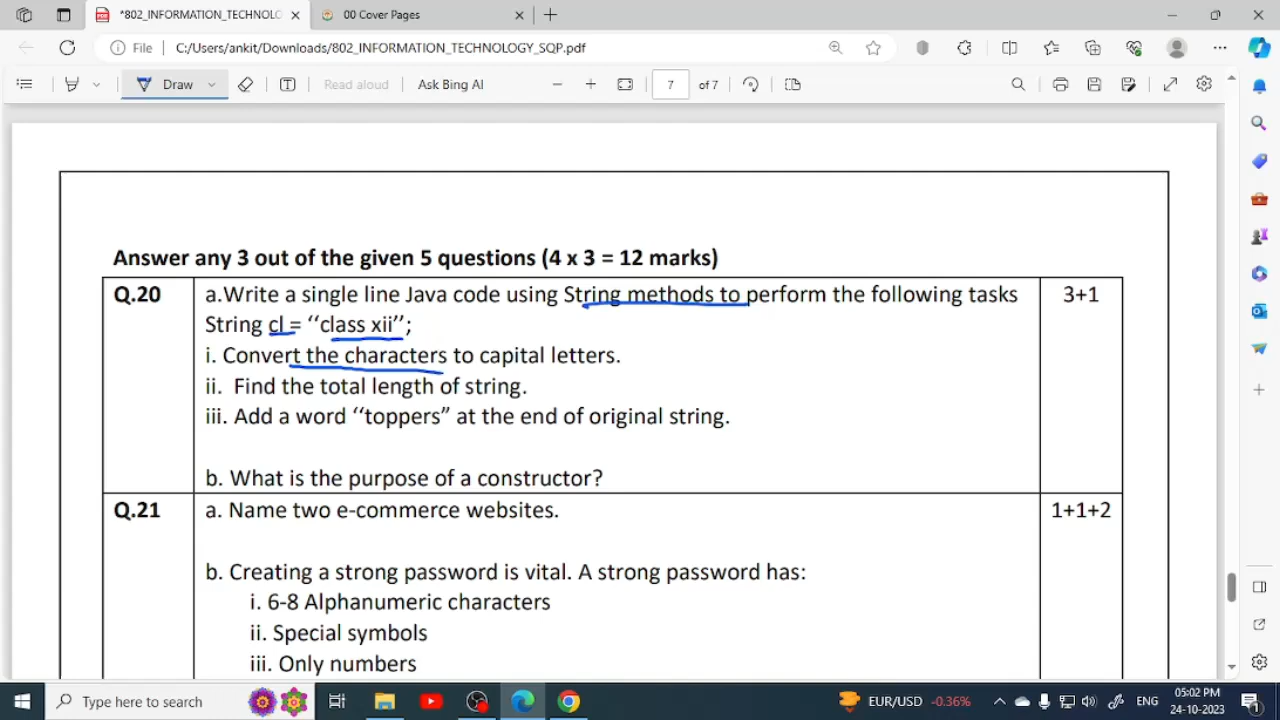 *802_INFORMATION_TECHNOLO
00 Cover Pages
File
C:/Users/ankit/Downloads/802_INFORMATION_TECHNOLOGY_SQP.pdf
Draw
Read aloud
Ask Bing AI
7
of 7
Answer any 3 out of the given 5 questions (4 x 3 = 12 marks)
Q.20
a.Write a single line Java code using String methods to perform the following tasks
3+1
String cl = ‘‘class xii’’;
i. Convert the characters to capital letters.
ii. Find the total length of string.
iii. Add a word ‘‘toppers” at the end of original string.
b. What is the purpose of a constructor?
Q.21
a. Name two e-commerce websites.
1+1+2
b. Creating a strong password is vital. A strong password has:
i. 6-8 Alphanumeric characters
ii. Special symbols
iii. Only numbers
Type here to search
EUR/USD -0.36%
ENG
05:02 PM
24-10-2023
1